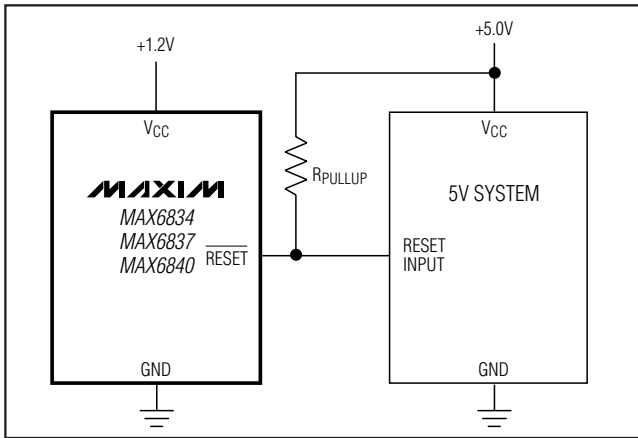 +1.2V
+5.0V
VCC
VCC
RPULLUP
MAXIM
MAX6834
MAX6837
MAX6840
RESET
5V SYSTEM
RESET
INPUT
GND
GND